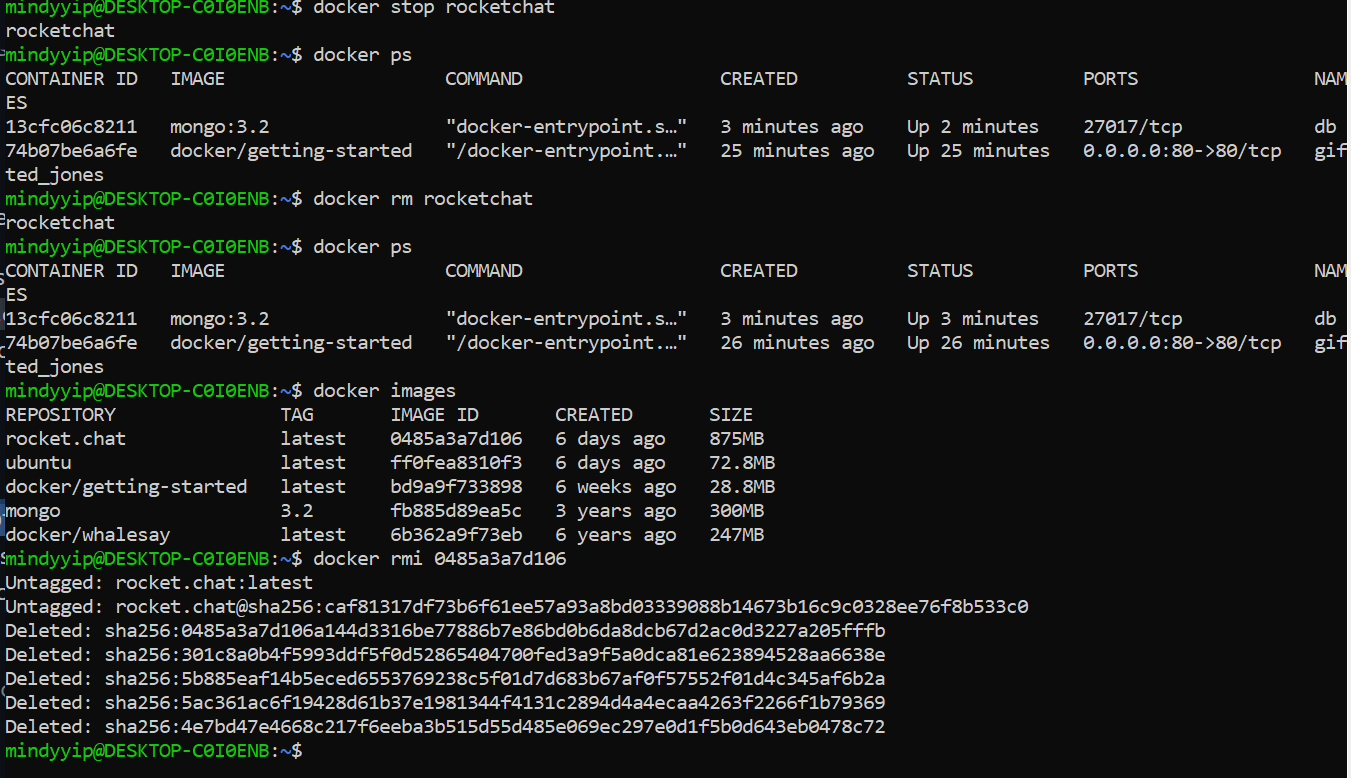 mindyyip@DESKTOP-C0I0ENB:~$ docker stop rocketchat
rocketchat
mindyyip@DESKTOP-C0I0ENB:~$ docker ps
CONTAINER ID   IMAGE                    COMMAND                  CREATED          STATUS          PORTS                NAM
ES
13cfc06c8211   mongo:3.2                "docker-entrypoint.s…"   3 minutes ago    Up 2 minutes    27017/tcp            db
74b07be6a6fe   docker/getting-started   "/docker-entrypoint.…"   25 minutes ago   Up 25 minutes   0.0.0.0:80->80/tcp   gif
ted_jones
mindyyip@DESKTOP-C0I0ENB:~$ docker rm rocketchat
rocketchat
mindyyip@DESKTOP-C0I0ENB:~$ docker ps
CONTAINER ID   IMAGE                    COMMAND                  CREATED          STATUS          PORTS                NAM
ES
13cfc06c8211   mongo:3.2                "docker-entrypoint.s…"   3 minutes ago    Up 3 minutes    27017/tcp            db
74b07be6a6fe   docker/getting-started   "/docker-entrypoint.…"   26 minutes ago   Up 26 minutes   0.0.0.0:80->80/tcp   gif
ted_jones
mindyyip@DESKTOP-C0I0ENB:~$ docker images
REPOSITORY               TAG       IMAGE ID       CREATED       SIZE
rocket.chat              latest    0485a3a7d106   6 days ago    875MB
ubuntu                   latest    ff0fea8310f3   6 days ago    72.8MB
docker/getting-started   latest    bd9a9f733898   6 weeks ago   28.8MB
mongo                    3.2       fb885d89ea5c   3 years ago   300MB
docker/whalesay          latest    6b362a9f73eb   6 years ago   247MB
mindyyip@DESKTOP-C0I0ENB:~$ docker rmi 0485a3a7d106
Untagged: rocket.chat:latest
Untagged: rocket.chat@sha256:caf81317df73b6f61ee57a93a8bd03339088b14673b16c9c0328ee76f8b533c0
Deleted: sha256:0485a3a7d106a144d3316be77886b7e86bd0b6da8dcb67d2ac0d3227a205fffb
Deleted: sha256:301c8a0b4f5993ddf5f0d52865404700fed3a9f5a0dca81e623894528aa6638e
Deleted: sha256:5b885eaf14b5eced6553769238c5f01d7d683b67af0f57552f01d4c345af6b2a
Deleted: sha256:5ac361ac6f19428d61b37e1981344f4131c2894d4a4ecaa4263f2266f1b79369
Deleted: sha256:4e7bd47e4668c217f6eeba3b515d55d485e069ec297e0d1f5b0d643eb0478c72
mindyyip@DESKTOP-C0I0ENB:~$